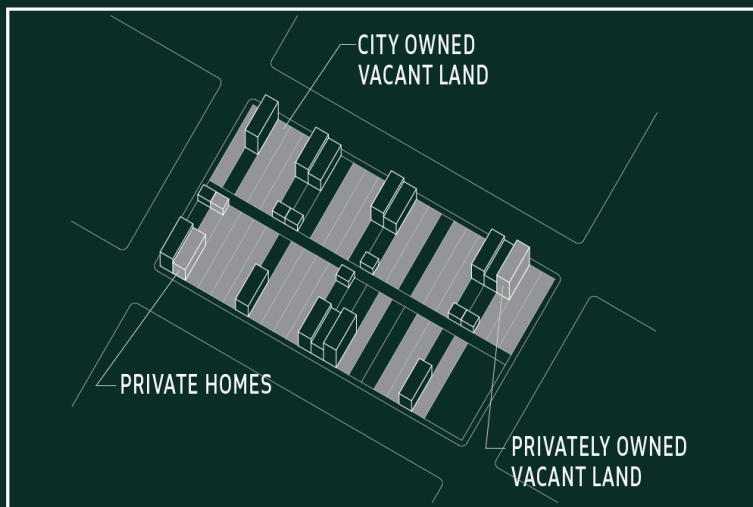 CITY OWNED
VACANT LAND
PRIVATE HOMES
PRIVATELY OWNED
VACANT LAND